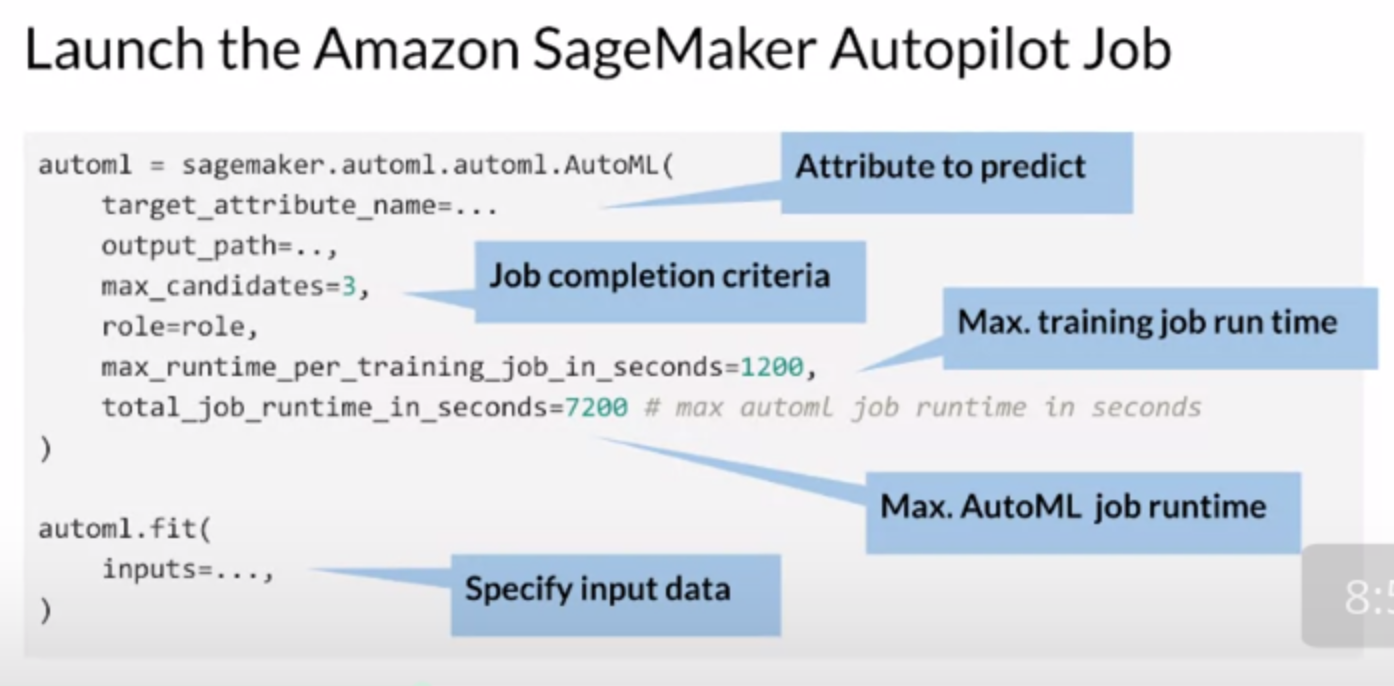 Launch the Amazon SageMaker Autopilot Job
automl = sagemaker.automl.automl.AutoML(
Attribute to predict
target_attribute_name=...
output_path=..,
Job completion criteria
max_candidates=3,
role=role,
Max. training job run time
max_runtime_per_training_job_in_seconds=1200,
total_job_runtime_in_seconds=7200 # max automl job runtime in seconds
)
Max. AutoML job runtime
automl.fit(
inputs=...,
Specify input data
)